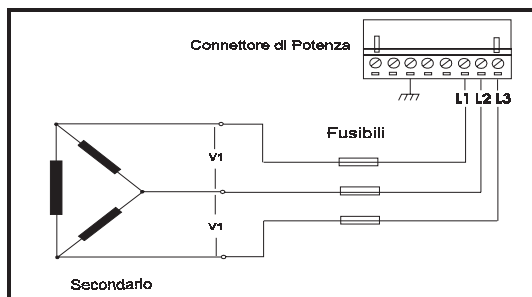 Connettore di Potenza
L1 L2 L3
Fusibili
V1
V1
Secondario